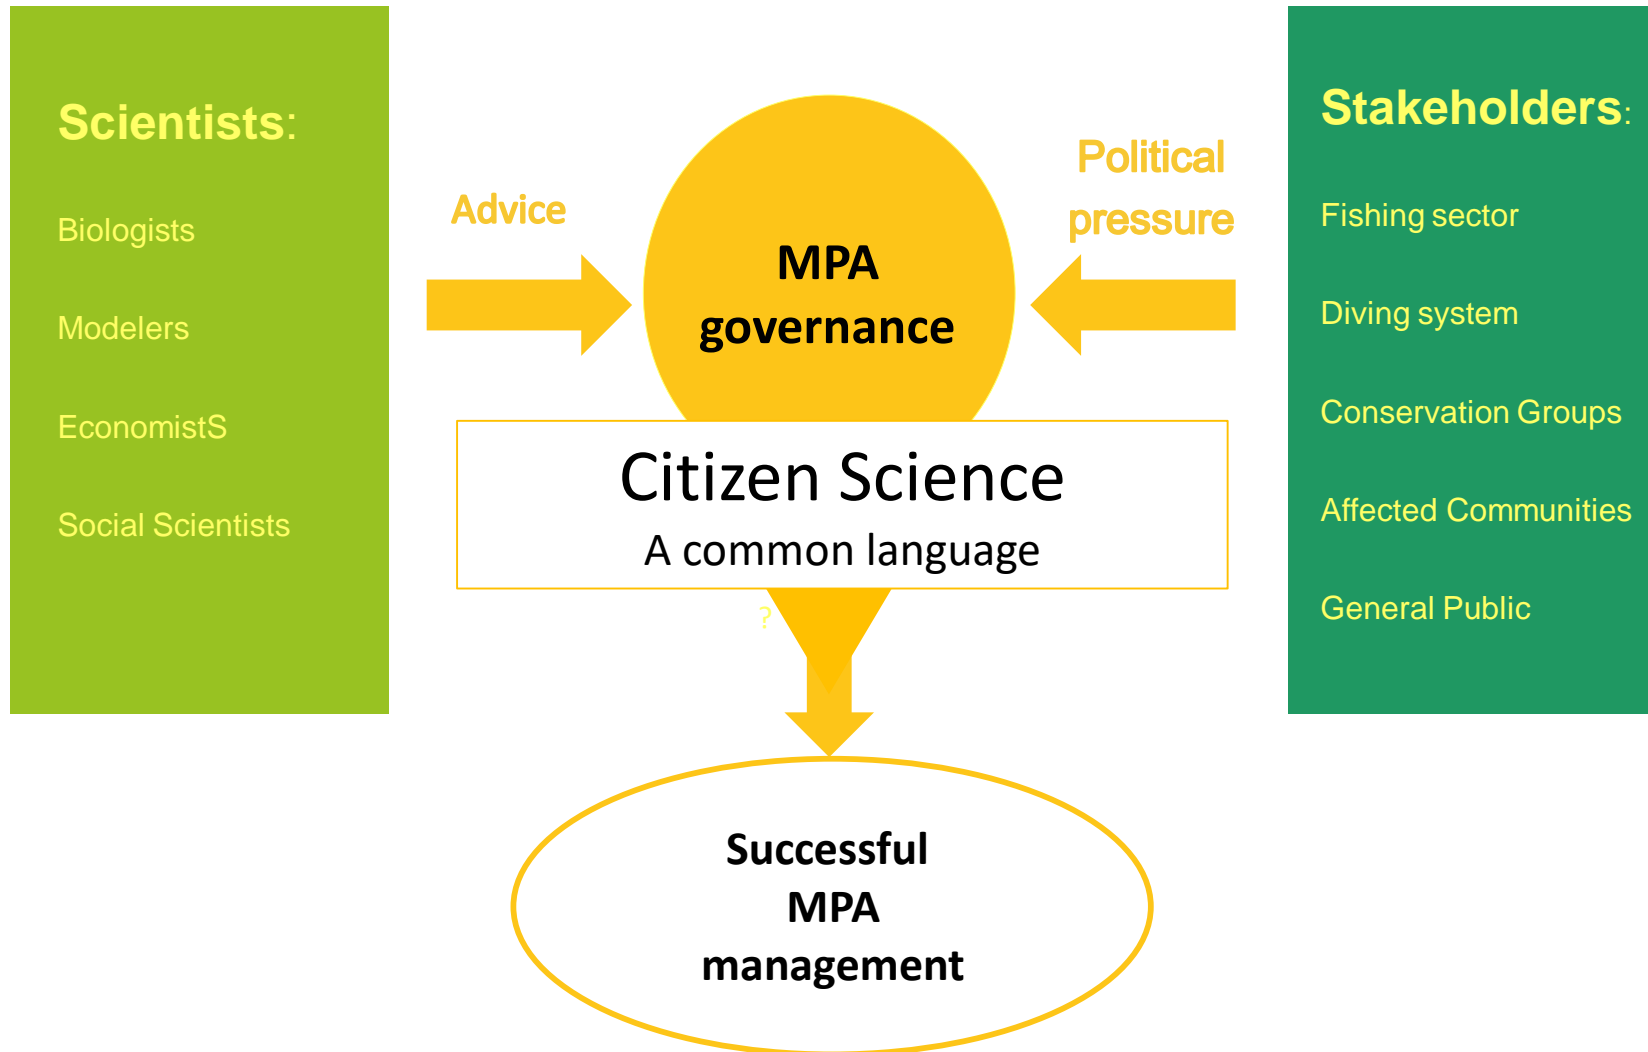 Scientists:
Biologists
Modelers
EconomistS
Social Scientists
Advice
MPA
governance
Political
pressure
Citizen Science
A common language
?
Successful
MPA
management
Stakeholders:
Fishing sector
Diving system
Conservation Groups
Affected Communities
General Public